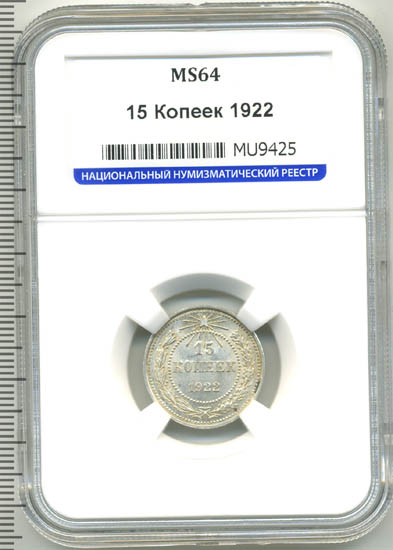 MS64
15 Копеек 1922
MU9425
НАЦИОНАЛЬНЫЙ НУМИЗМАТИЧЕСКИЙ РЕЕСТР
15
КОПЕЕК
1922